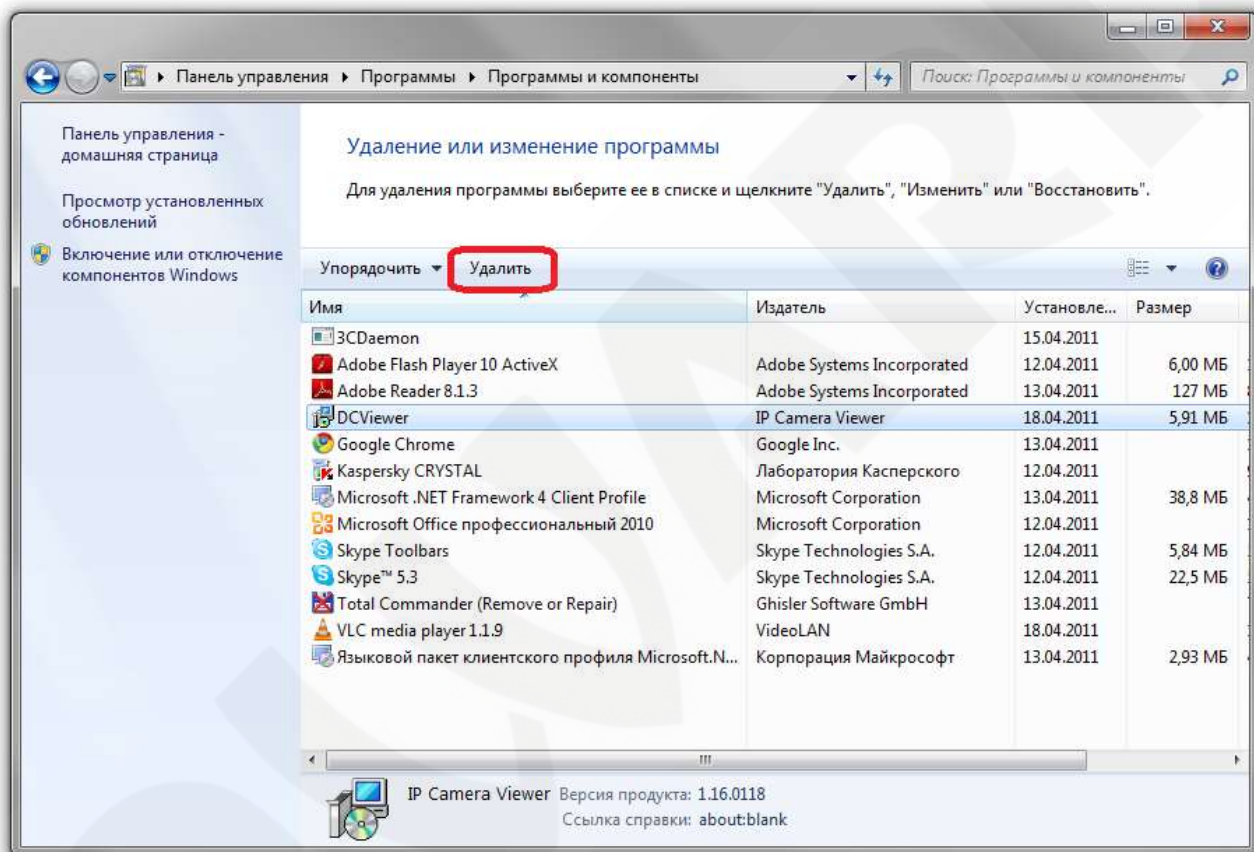 Панель управления ▸ Программы ▸ Программы и компоненты
Поиск: Программы и компоненты
Панель управления -
домашняя страница
Просмотр установленных
обновлений
Включение или отключение
компонентов Windows
Удаление или изменение программы
Для удаления программы выберите ее в списке и щелкните "Удалить", "Изменить" или "Восстановить".
Упорядочить Удалить
Имя Издатель Установле... Размер
3CDaemon 15.04.2011
Adobe Flash Player 10 ActiveX Adobe Systems Incorporated 12.04.2011 6,00 МБ
Adobe Reader 8.1.3 Adobe Systems Incorporated 13.04.2011 127 МБ
DCViewer IP Camera Viewer 18.04.2011 5,91 МБ
Google Chrome Google Inc. 13.04.2011
Kaspersky CRYSTAL Лаборатория Касперского 12.04.2011
Microsoft .NET Framework 4 Client Profile Microsoft Corporation 13.04.2011 38,8 МБ
Microsoft Office профессиональный 2010 Microsoft Corporation 12.04.2011
Skype Toolbars Skype Technologies S.A. 12.04.2011 5,84 МБ
Skype™ 5.3 Skype Technologies S.A. 12.04.2011 22,5 МБ
Total Commander (Remove or Repair) Ghisler Software GmbH 13.04.2011
VLC media player 1.1.9 VideoLAN 18.04.2011
Языковой пакет клиентского профиля Microsoft.N... Корпорация Майкрософт 13.04.2011 2,93 МБ
IP Camera Viewer Версия продукта: 1.16.0118
Ссылка справки: about:blank